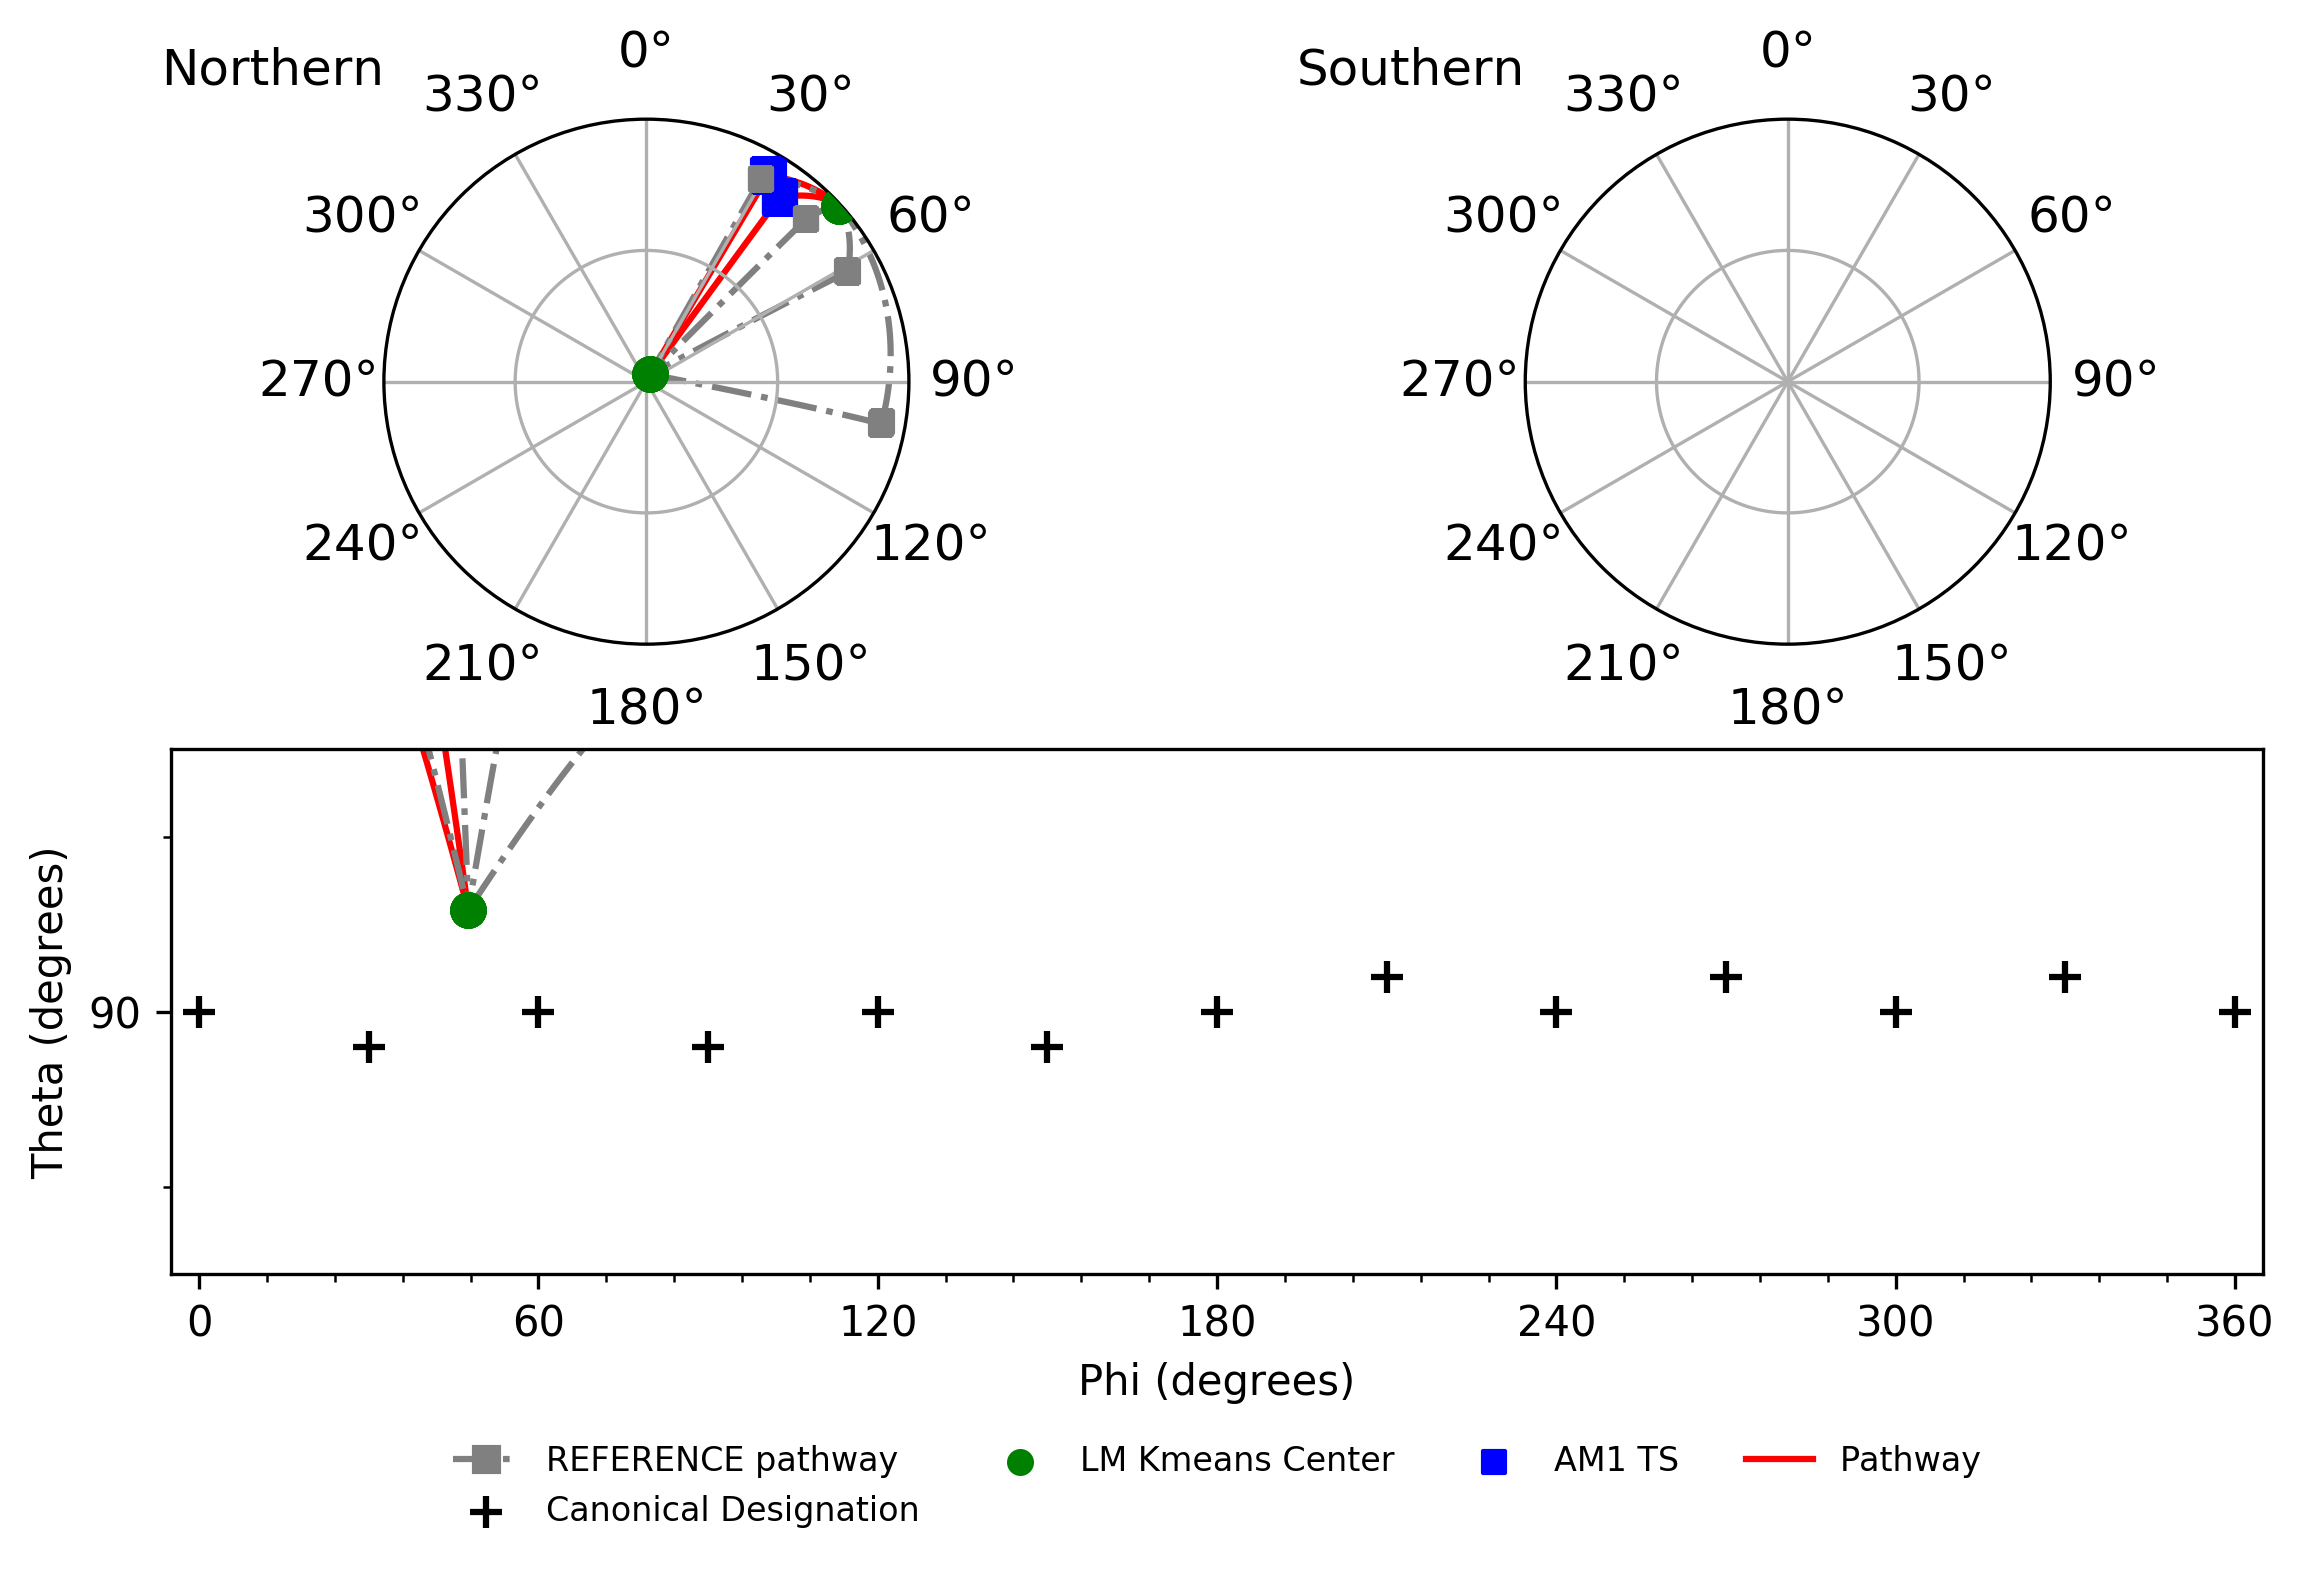 Northern
0°
330°
30°
300°
60°
270°
90°
240°
120°
210°
150°
180°
Southern
0°
330°
30°
300°
60°
270°
90°
240°
120°
210°
150°
180°
Theta (degrees)
90
0 60 120 180 240 300 360
Phi (degrees)
REFERENCE pathway
LM Kmeans Center
AM1 TS
Pathway
Canonical Designation